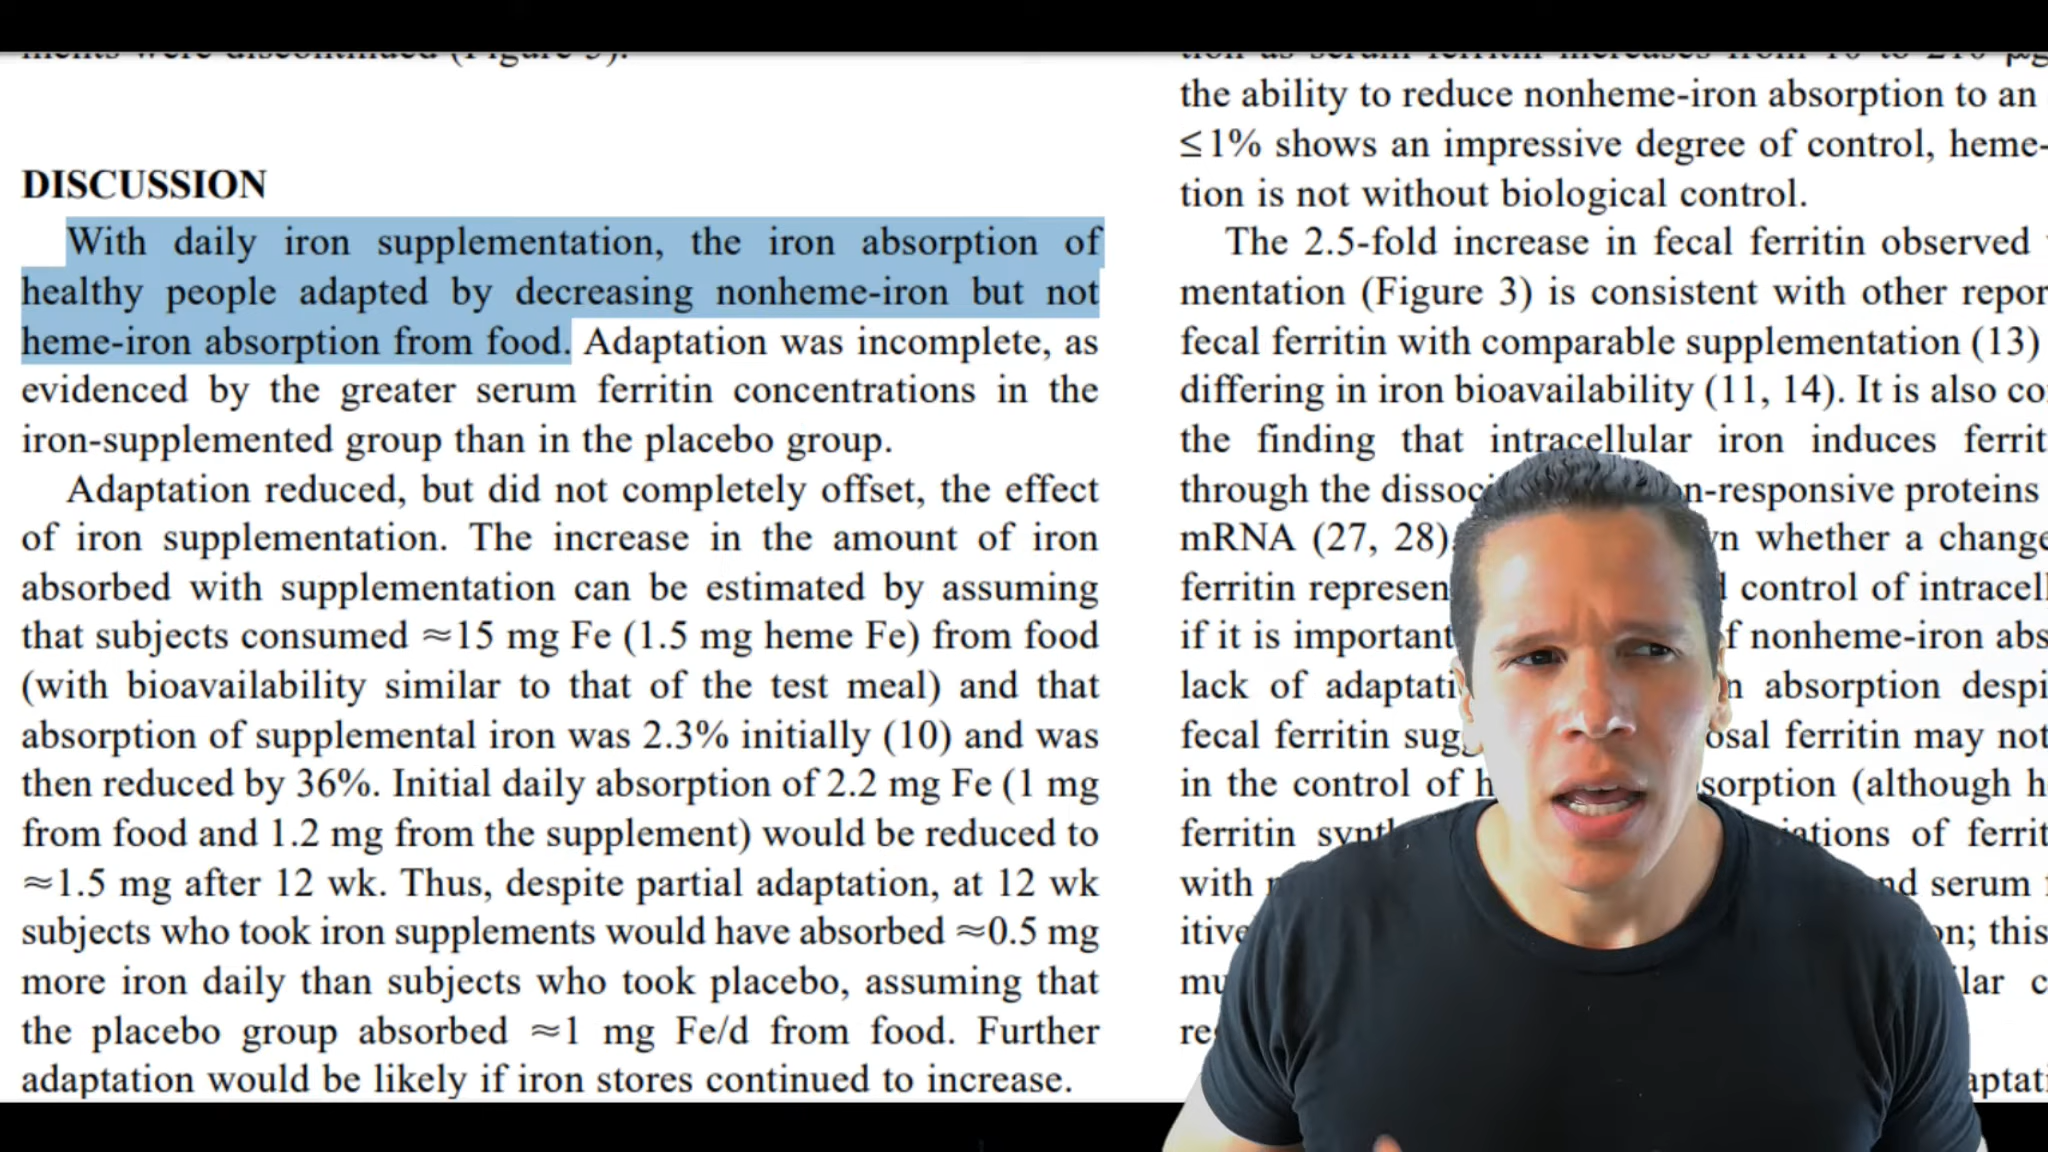 DISCUSSION
With daily iron supplementation, the iron absorption of
healthy people adapted by decreasing nonheme-iron but not
heme-iron absorption from food. Adaptation was incomplete, as
evidenced by the greater serum ferritin concentrations in the
iron-supplemented group than in the placebo group.
Adaptation reduced, but did not completely offset, the effect
of iron supplementation. The increase in the amount of iron
absorbed with supplementation can be estimated by assuming
that subjects consumed ≈15 mg Fe (1.5 mg heme Fe) from food
(with bioavailability similar to that of the test meal) and that
absorption of supplemental iron was 2.3% initially (10) and was
then reduced by 36%. Initial daily absorption of 2.2 mg Fe (1 mg
from food and 1.2 mg from the supplement) would be reduced to
≈1.5 mg after 12 wk. Thus, despite partial adaptation, at 12 wk
subjects who took iron supplements would have absorbed ≈0.5 mg
more iron daily than subjects who took placebo, assuming that
the placebo group absorbed ≈1 mg Fe/d from food. Further
adaptation would be likely if iron stores continued to increase.
the ability to reduce nonheme-iron absorption to an
≤1% shows an impressive degree of control, heme-
tion is not without biological control.
The 2.5-fold increase in fecal ferritin observed
mentation (Figure 3) is consistent with other repor
fecal ferritin with comparable supplementation (13)
differing in iron bioavailability (11, 14). It is also co
the finding that intracellular iron induces ferrit
through the dissoc n-responsive proteins
mRNA (27, 28) n whether a change
ferritin represen control of intracell
if it is important f nonheme-iron abs
lack of adaptati n absorption despi
fecal ferritin sug osal ferritin may not
in the control of h sorption (although h
ferritin synt iations of ferrit
with nd serum
itive on; this
mu lar c
re
aptati